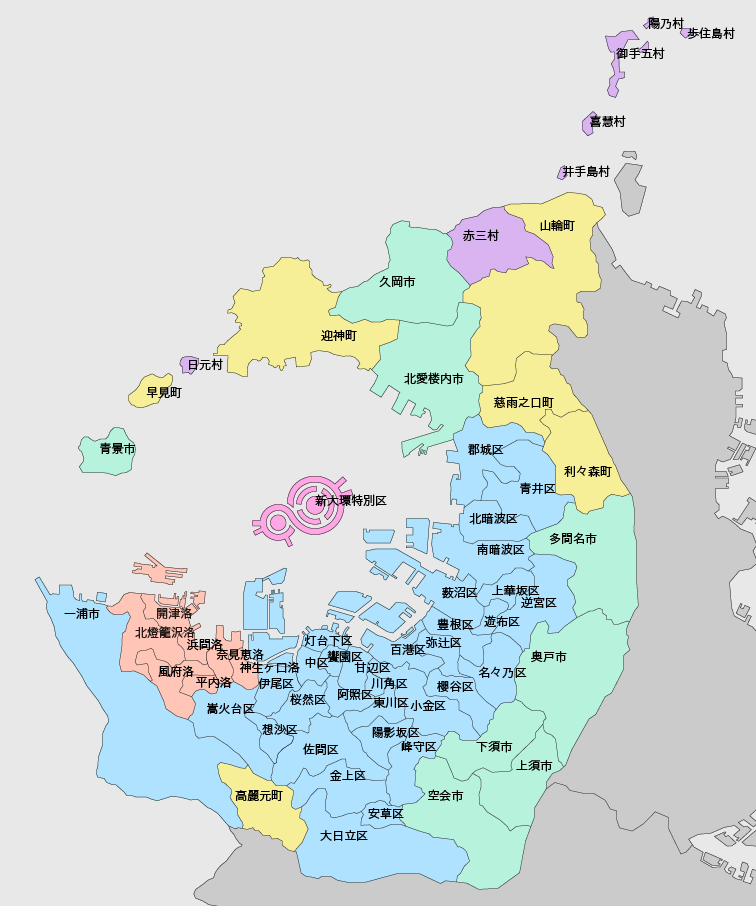 陽乃村
歩住島村
御手五村
喜慧村
井手島村
山輪町
赤三村
久岡市
迎神町
日元村
北愛楼内市
早見町
慈雨之口町
青景市
郡城区
利々森町
青井区
新大環特別区
北暗波区
多間名市
南暗波区
薮沼区
上華坂区
逆宮区
一浦市
開津洛
遊布区
豊根区
北燈籠沢洛
灯台下区
弥辻区
浜間洛
百港区
奈見恵洛
饗園区
奥戸市
中区
神生ケ口洛
甘辺区
風府洛
名々乃区
平内洛
伊尾区
川角区
櫻谷区
阿照区
桜然区
東川区
小金区
嵩火台区
想沙区
陽影坂区
佐間区
峰守区
下須市
上須市
金上区
高麗元町
空会市
安草区
大日立区